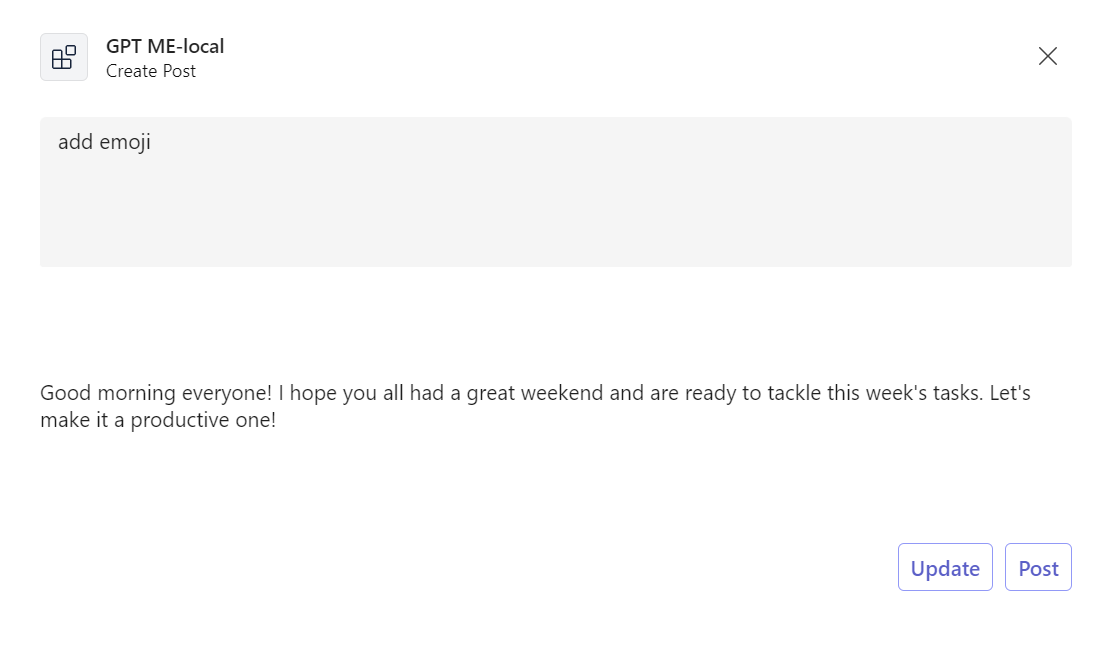 GPT ME-local
Create Post
add emoji
Good morning everyone! I hope you all had a great weekend and are ready to tackle this week's tasks. Let's
make it a productive one!
Update
Post